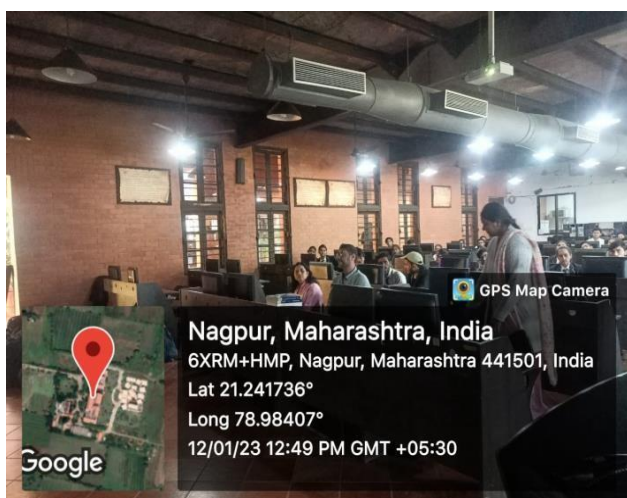 GPS Map Camera
Nagpur, Maharashtra, India
6XRM+HMP, Nagpur, Maharashtra 441501, India
Lat 21.241736°
Long 78.98407°
12/01/23 12:49 PM GMT +05:30
Google